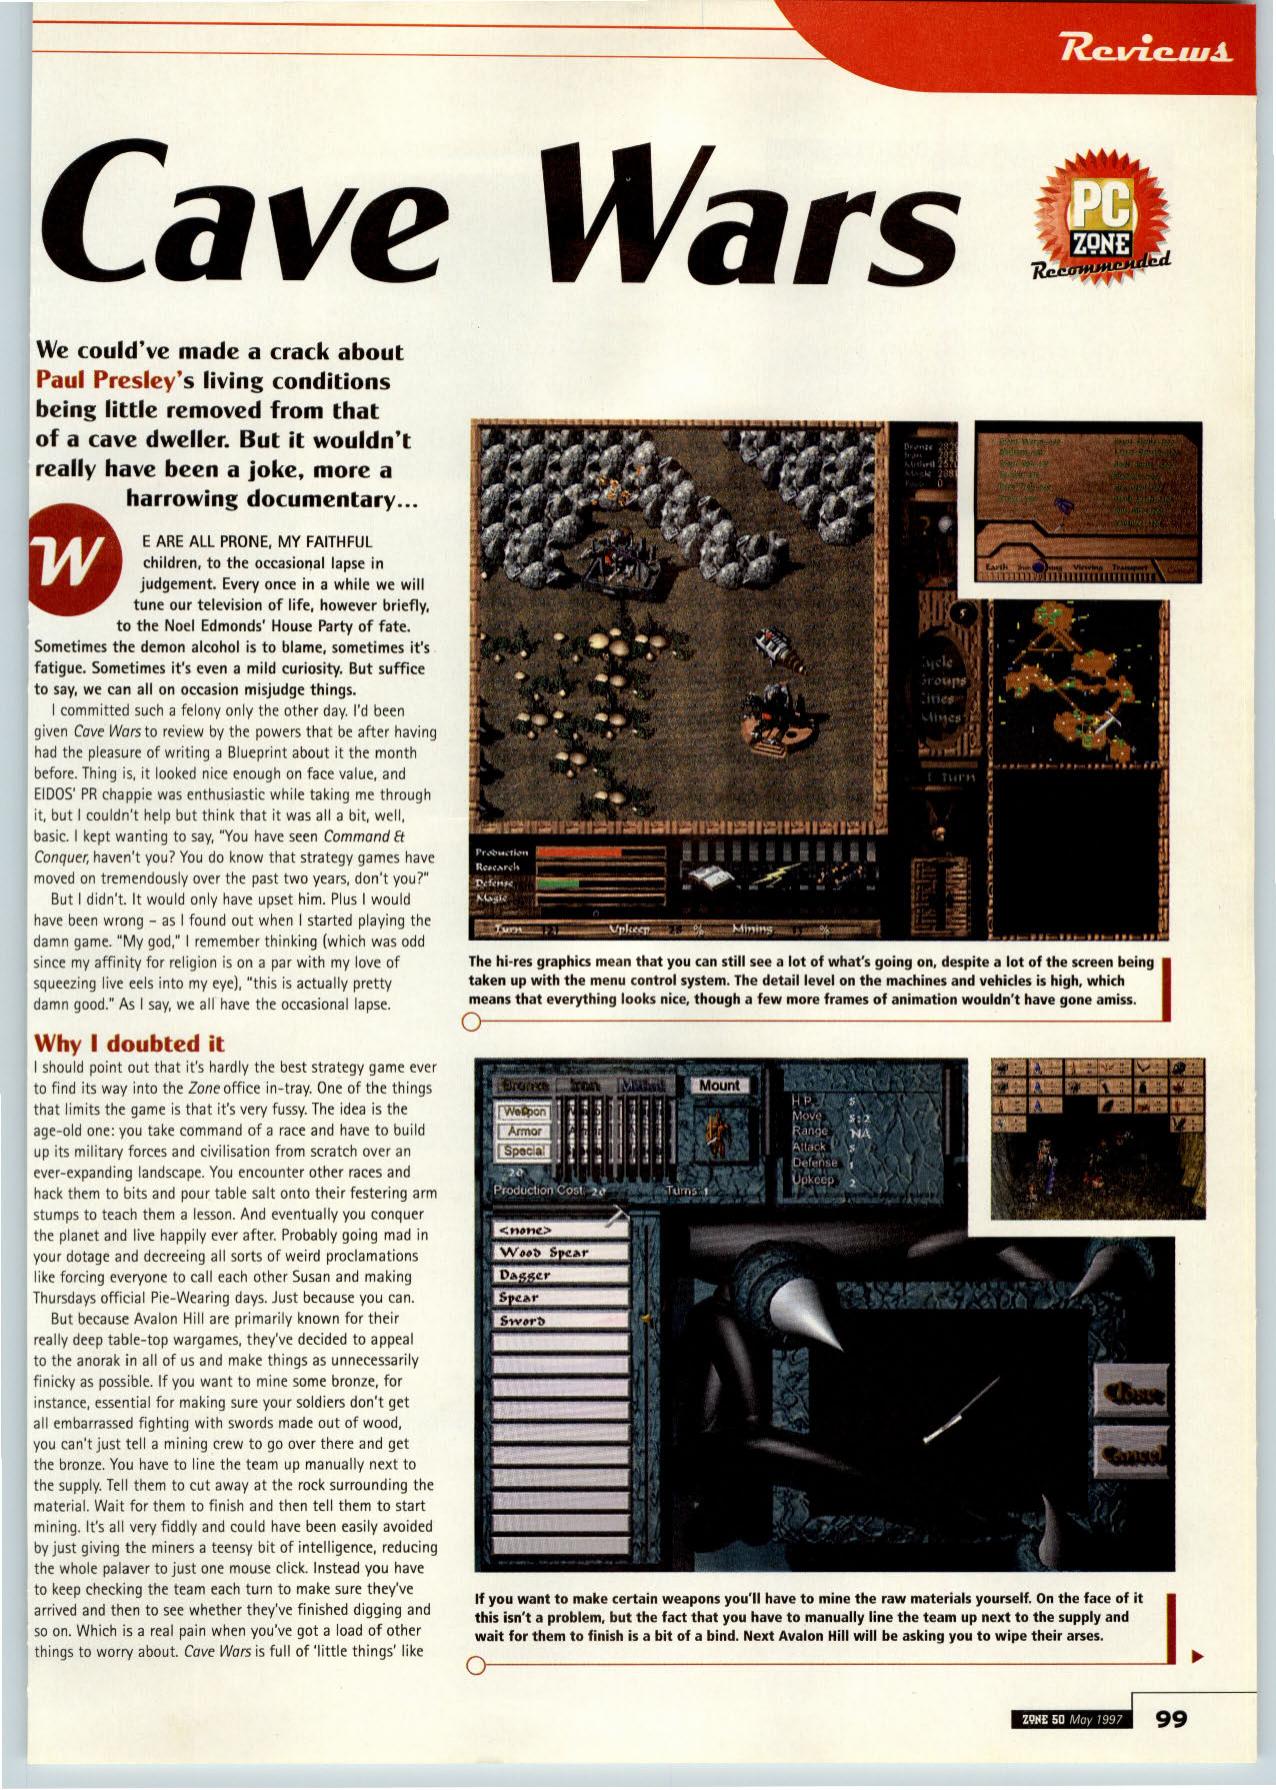 Reviews
Cave Wars
PC
ZONE
Recommended
We could've made a crack about
Paul Presley's living conditions
being little removed from that
of a cave dweller. But it wouldn't
really have been a joke, more a
harrowing documentary...
WE ARE ALL PRONE, MY FAITHFUL
children, to the occasional lapse in
judgement. Every once in a while we will
tune our television of life, however briefly,
to the Noel Edmonds' House Party of fate.
Sometimes the demon alcohol is to blame, sometimes it's
fatigue. Sometimes it's even a mild curiosity. But suffice
to say, we can all on occasion misjudge things.
I committed such a felony only the other day. I'd been
given Cave Wars to review by the powers that be after having
had the pleasure of writing a Blueprint about it the month
before. Thing is, it looked nice enough on face value, and
EIDOS' PR chappie was enthusiastic while taking me through
it, but I couldn't help but think that it was all a bit, well,
basic. I kept wanting to say, "You have seen Command &
Conquer, haven't you? You do know that strategy games have
moved on tremendously over the past two years, don't you?"
But I didn't. It would only have upset him. Plus I would
have been wrong – as I found out when I started playing the
damn game. "My god," I remember thinking (which was odd
since my affinity for religion is on a par with my love of
squeezing live eels into my eye), "this is actually pretty
damn good." As I say, we all have the occasional lapse.
Why I doubted it
I should point out that it's hardly the best strategy game ever
to find its way into the Zone office in-tray. One of the things
that limits the game is that it's very fussy. The idea is the
age-old one: you take command of a race and have to build
up its military forces and civilisation from scratch over an
ever-expanding landscape. You encounter other races and
hack them to bits and pour table salt onto their festering arm
stumps to teach them a lesson. And eventually you conquer
the planet and live happily ever after. Probably going mad in
your dotage and decreeing all sorts of weird proclamations
like forcing everyone to call each other Susan and making
Thursdays official Pie-Wearing days. Just because you can.
But because Avalon Hill are primarily known for their
really deep table-top wargames, they've decided to appeal
to the anorak in all of us and make things as unnecessarily
finicky as possible. If you want to mine some bronze, for
instance, essential for making sure your soldiers don't get
all embarrassed fighting with swords made out of wood,
you can't just tell a mining crew to go over there and get
the bronze. You have to line the team up manually next to
the supply. Tell them to cut away at the rock surrounding the
material. Wait for them to finish and then tell them to start
mining. It's all very fiddly and could have been easily avoided
by just giving the miners a teensy bit of intelligence, reducing
the whole palaver to just one mouse click. Instead you have
to keep checking the team each turn to make sure they've
arrived and then to see whether they've finished digging and
so on. Which is a real pain when you've got a load of other
things to worry about. Cave Wars is full of 'little things' like
Bronze
Iron
Mithril
Magic
0
Earth Viewing Transport
5
Cycle
Groups
Cities
Mines
Turn
Production
Research
Defense
Magic
Turn 121 Upkeep % Mining %
The hi-res graphics mean that you can still see a lot of what's going on, despite a lot of the screen being
taken up with the menu control system. The detail level on the machines and vehicles is high, which
means that everything looks nice, though a few more frames of animation wouldn't have gone amiss.
Bronze Iron Mithril Mount
Weapon
Armor
Special
20
Production Cost: 20 Turns: 1
H.P. 5
Move 5:2
Range NA
Attack 5
Defense 1
Upkeep 2
<none>
Wood Spear
Dagger
Spear
Sword
Close
Cancel
If you want to make certain weapons you'll have to mine the raw materials yourself. On the face of it
this isn't a problem, but the fact that you have to manually line the team up next to the supply and
wait for them to finish is a bit of a bind. Next Avalon Hill will be asking you to wipe their arses.
ZONE 50 May 1997 99